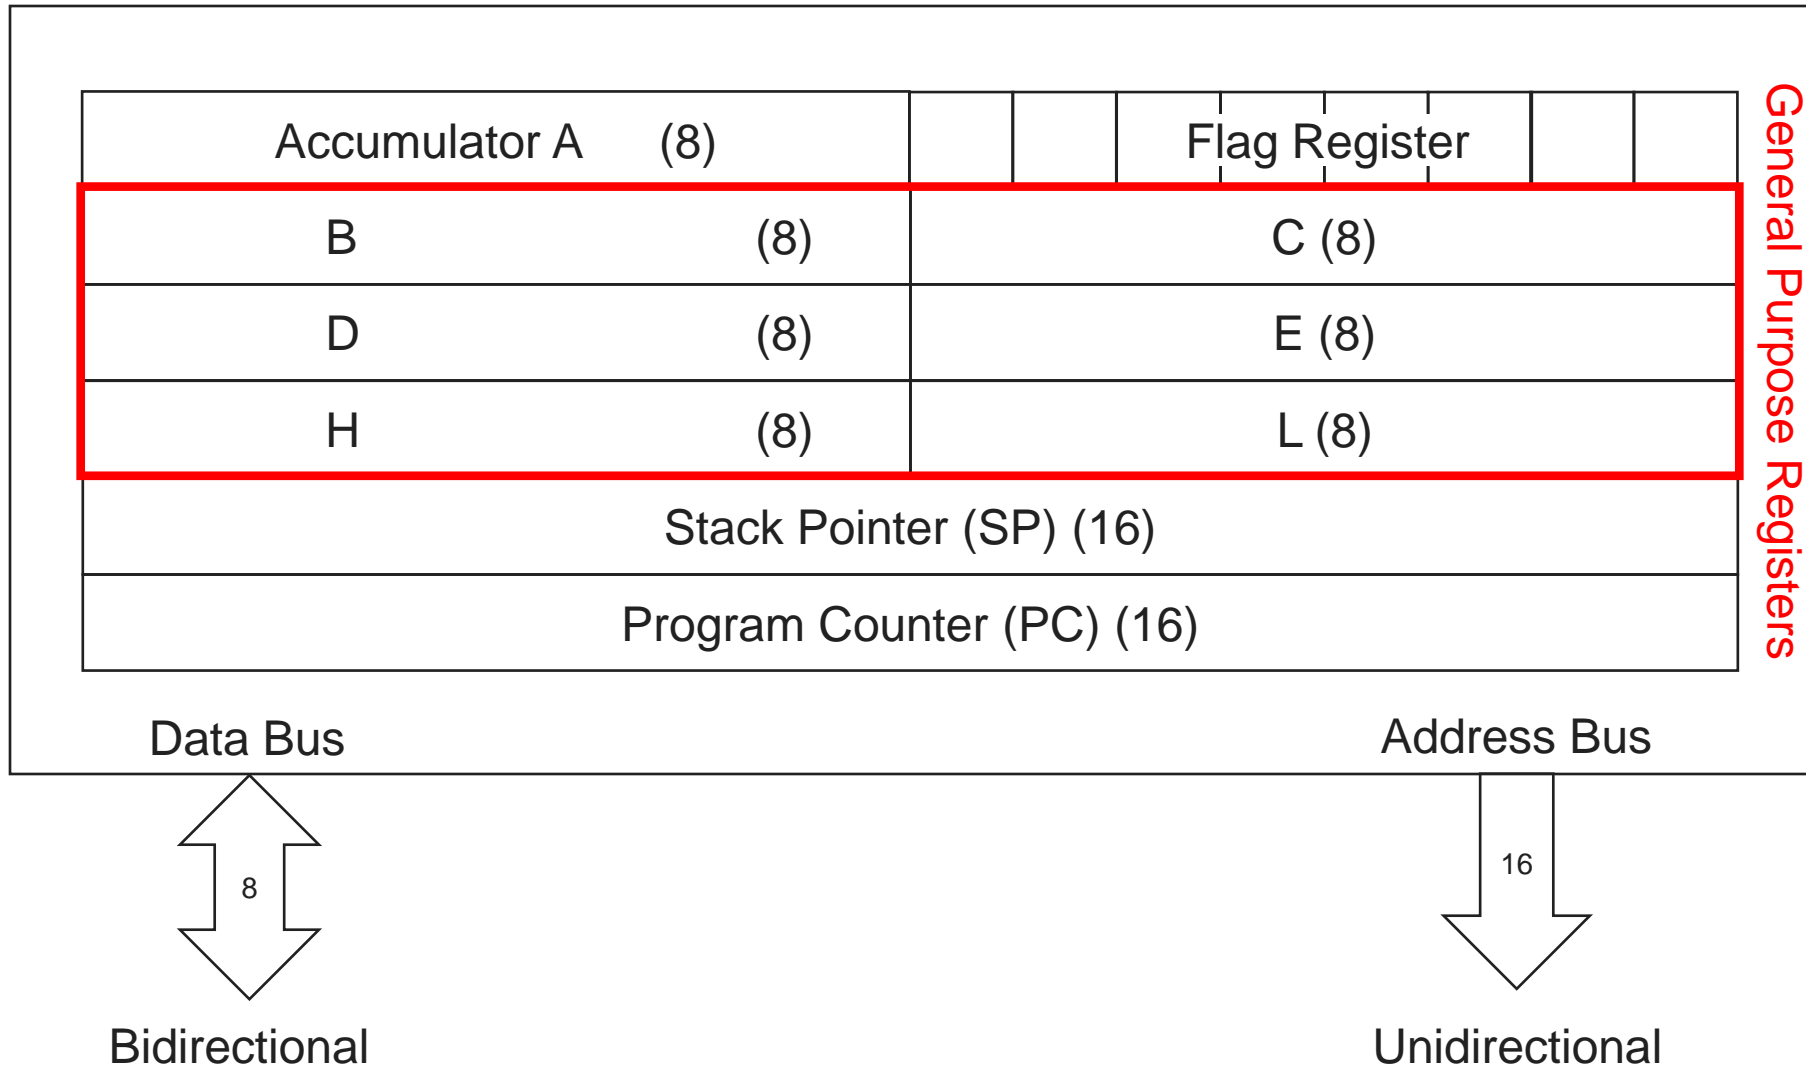 Accumulator A (8) Flag Register
B (8) C (8)
D (8) E (8)
H (8) L (8)
Stack Pointer (SP) (16)
Program Counter (PC) (16)
General Purpose Registers
Data Bus Address Bus
8 16
Bidirectional Unidirectional